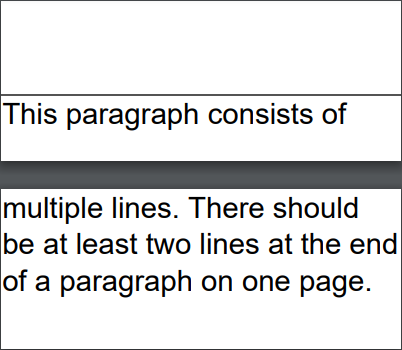 This paragraph consists of
multiple lines. There should
be at least two lines at the end
of a paragraph on one page.